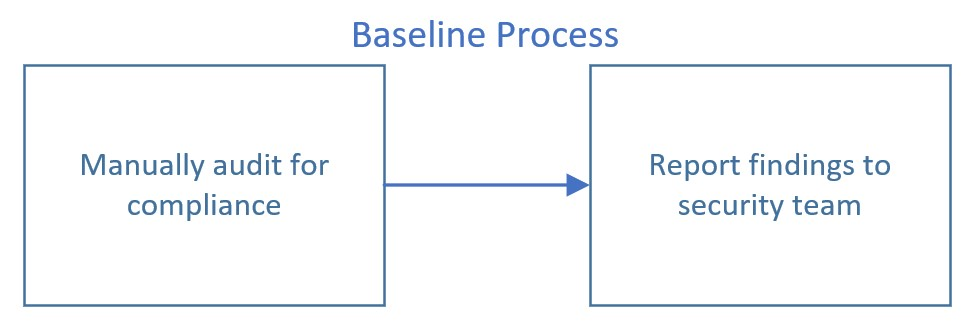 Baseline Process
Manually audit for
compliance
Report findings to
security team